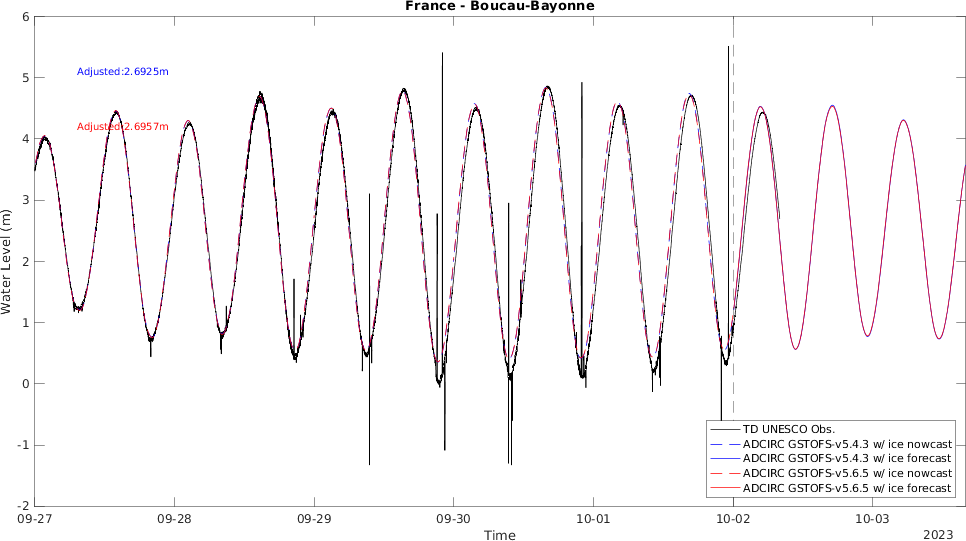 France - Boucau-Bayonne
6
5
4
3
2
1
0
-1
-2
Water Level (m)
Adjusted:2.6925m
Adjusted:2.6957m
TD UNESCO Obs.
ADCIRC GSTOFS-v5.4.3 w/ ice nowcast
ADCIRC GSTOFS-v5.4.3 w/ ice forecast
ADCIRC GSTOFS-v5.6.5 w/ ice nowcast
ADCIRC GSTOFS-v5.6.5 w/ ice forecast
09-27 09-28 09-29 09-30 10-01 10-02 10-03
Time
2023